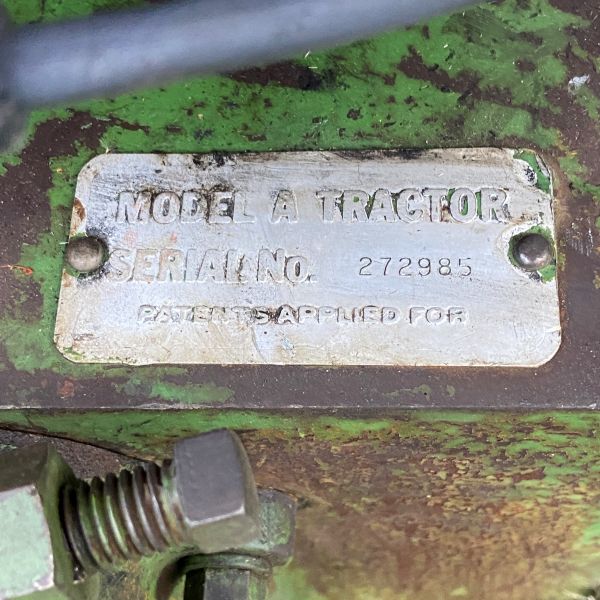 MODEL A TRACTOR
SERIAL NO. 272985
PATENTS APPLIED FOR